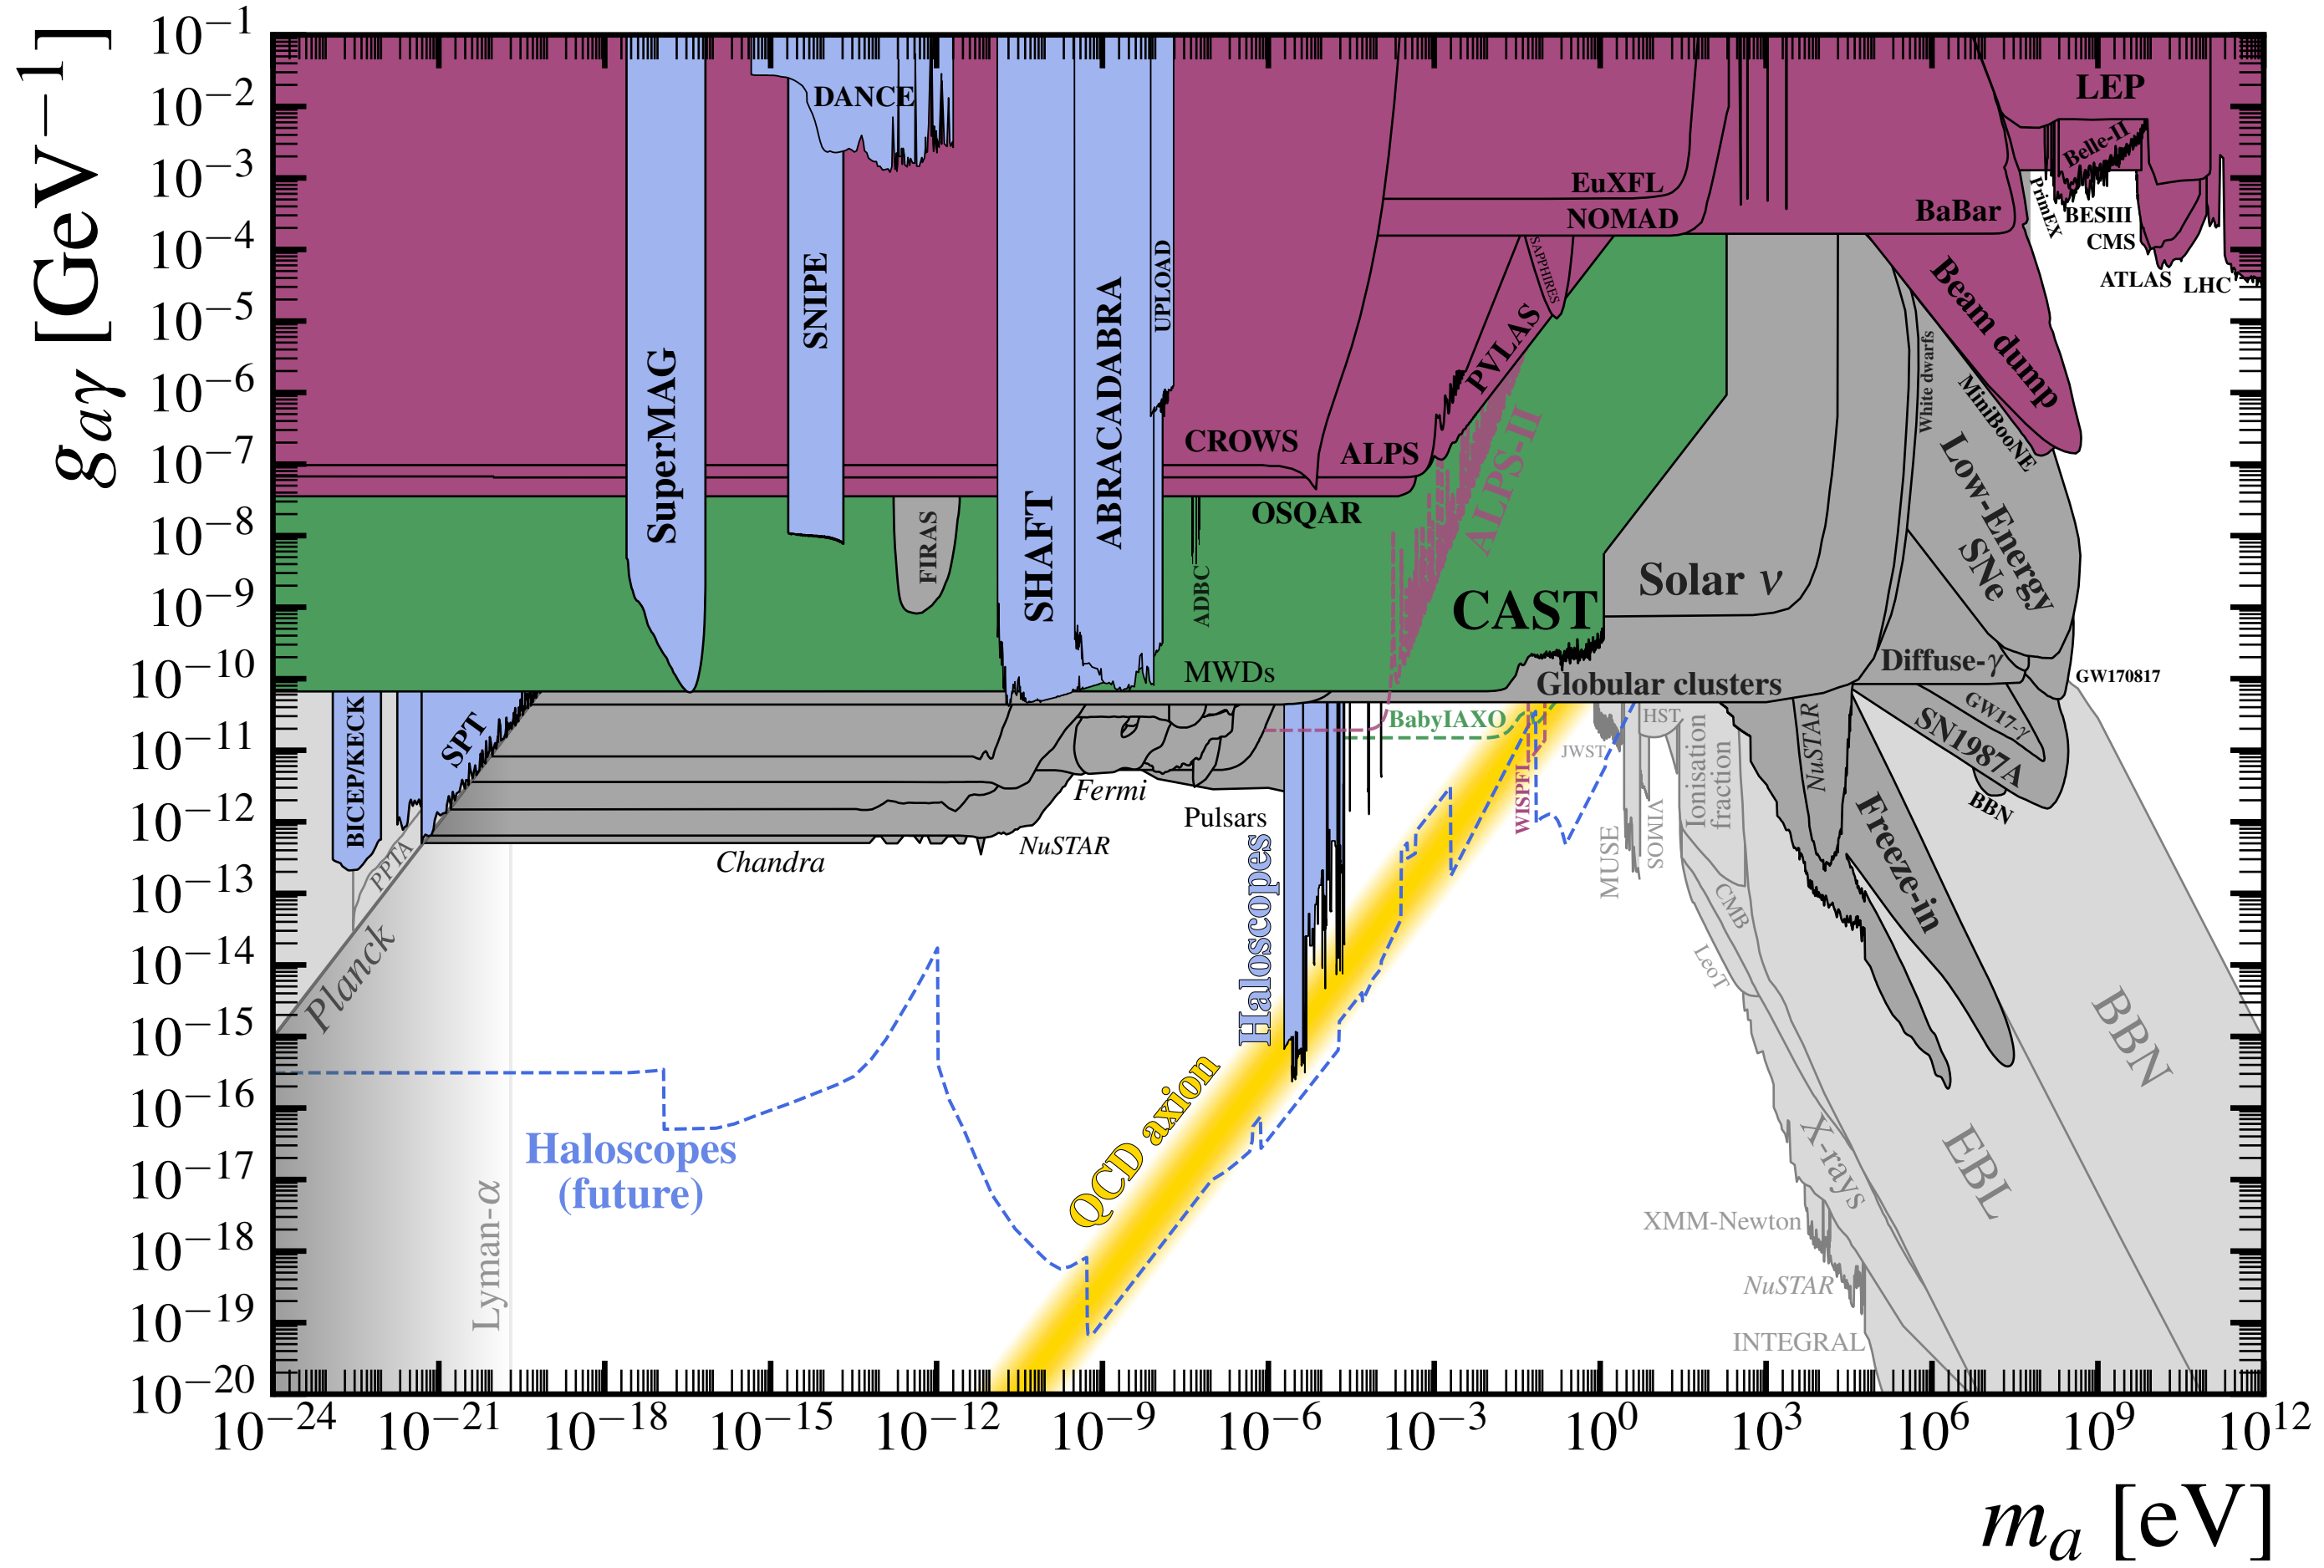 g_{aγ} [GeV^{−1}]
10^{−1}
10^{−2}
10^{−3}
10^{−4}
10^{−5}
10^{−6}
10^{−7}
10^{−8}
10^{−9}
10^{−10}
10^{−11}
10^{−12}
10^{−13}
10^{−14}
10^{−15}
10^{−16}
10^{−17}
10^{−18}
10^{−19}
10^{−20}
DANCE
LEP
Belle-II
EuXFL
NOMAD
BaBar
PrimEX
BESIII
CMS
ATLAS
LHC
SAPPHIRES
SNIPE
SuperMAG
SHAFT
ABRACADABRA
UPLOAD
PVLAS
Beam dump
White dwarfs
MiniBooNE
CROWS
ALPS
ALPS-II
OSQAR
Low-Energy
SNe
FIRAS
ADBC
CAST
Solar ν
MWDs
Globular clusters
Diffuse-γ
GW170817
BICEP/KECK
SPT
BabyIAXO
HST
JWST
Ionisation
fraction
NuSTAR
GW17-γ
SN1987A
BBN
Fermi
Pulsars
WISPFI
MUSE
VIMOS
Freeze-in
PPTA
Chandra
NuSTAR
Haloscopes
CMB
LeoT
Planck
BBN
QCD axion
Haloscopes
(future)
Lyman-α
X-rays
EBL
XMM-Newton
NuSTAR
INTEGRAL
10^{−24}
10^{−21}
10^{−18}
10^{−15}
10^{−12}
10^{−9}
10^{−6}
10^{−3}
10^{0}
10^{3}
10^{6}
10^{9}
10^{12}
m_a [eV]